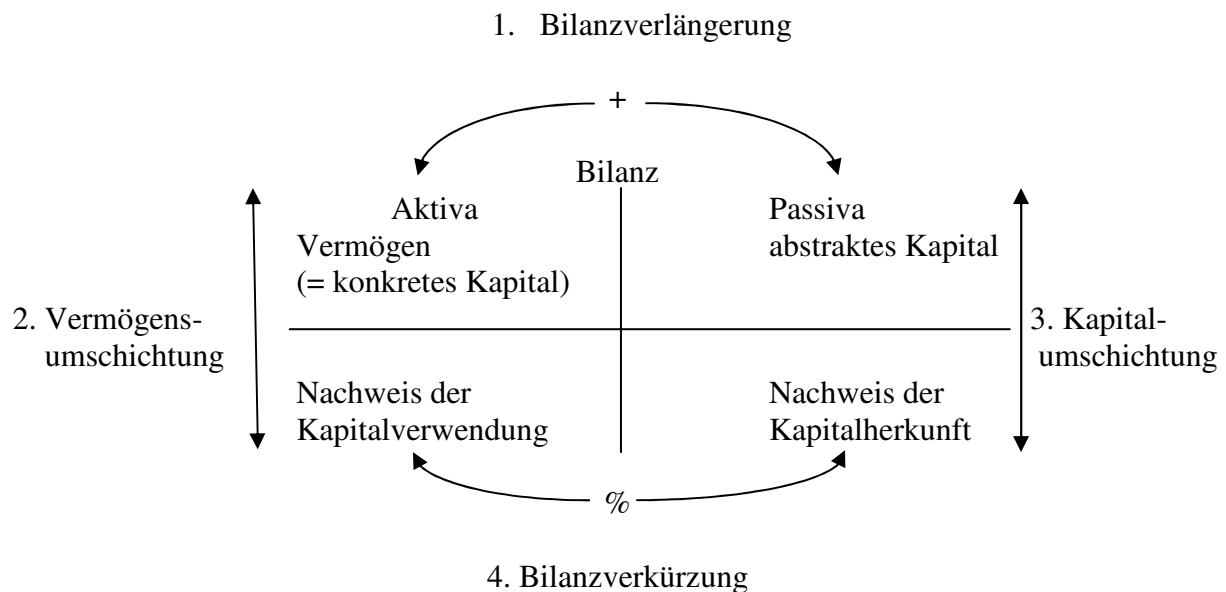 1. Bilanzverlängerung
+
Bilanz
Aktiva
Vermögen
(= konkretes Kapital)
Passiva
abstraktes Kapital
2. Vermögens-
umschichtung
3. Kapital-
umschichtung
Nachweis der
Kapitalverwendung
Nachweis der
Kapitalherkunft
%
4. Bilanzverkürzung